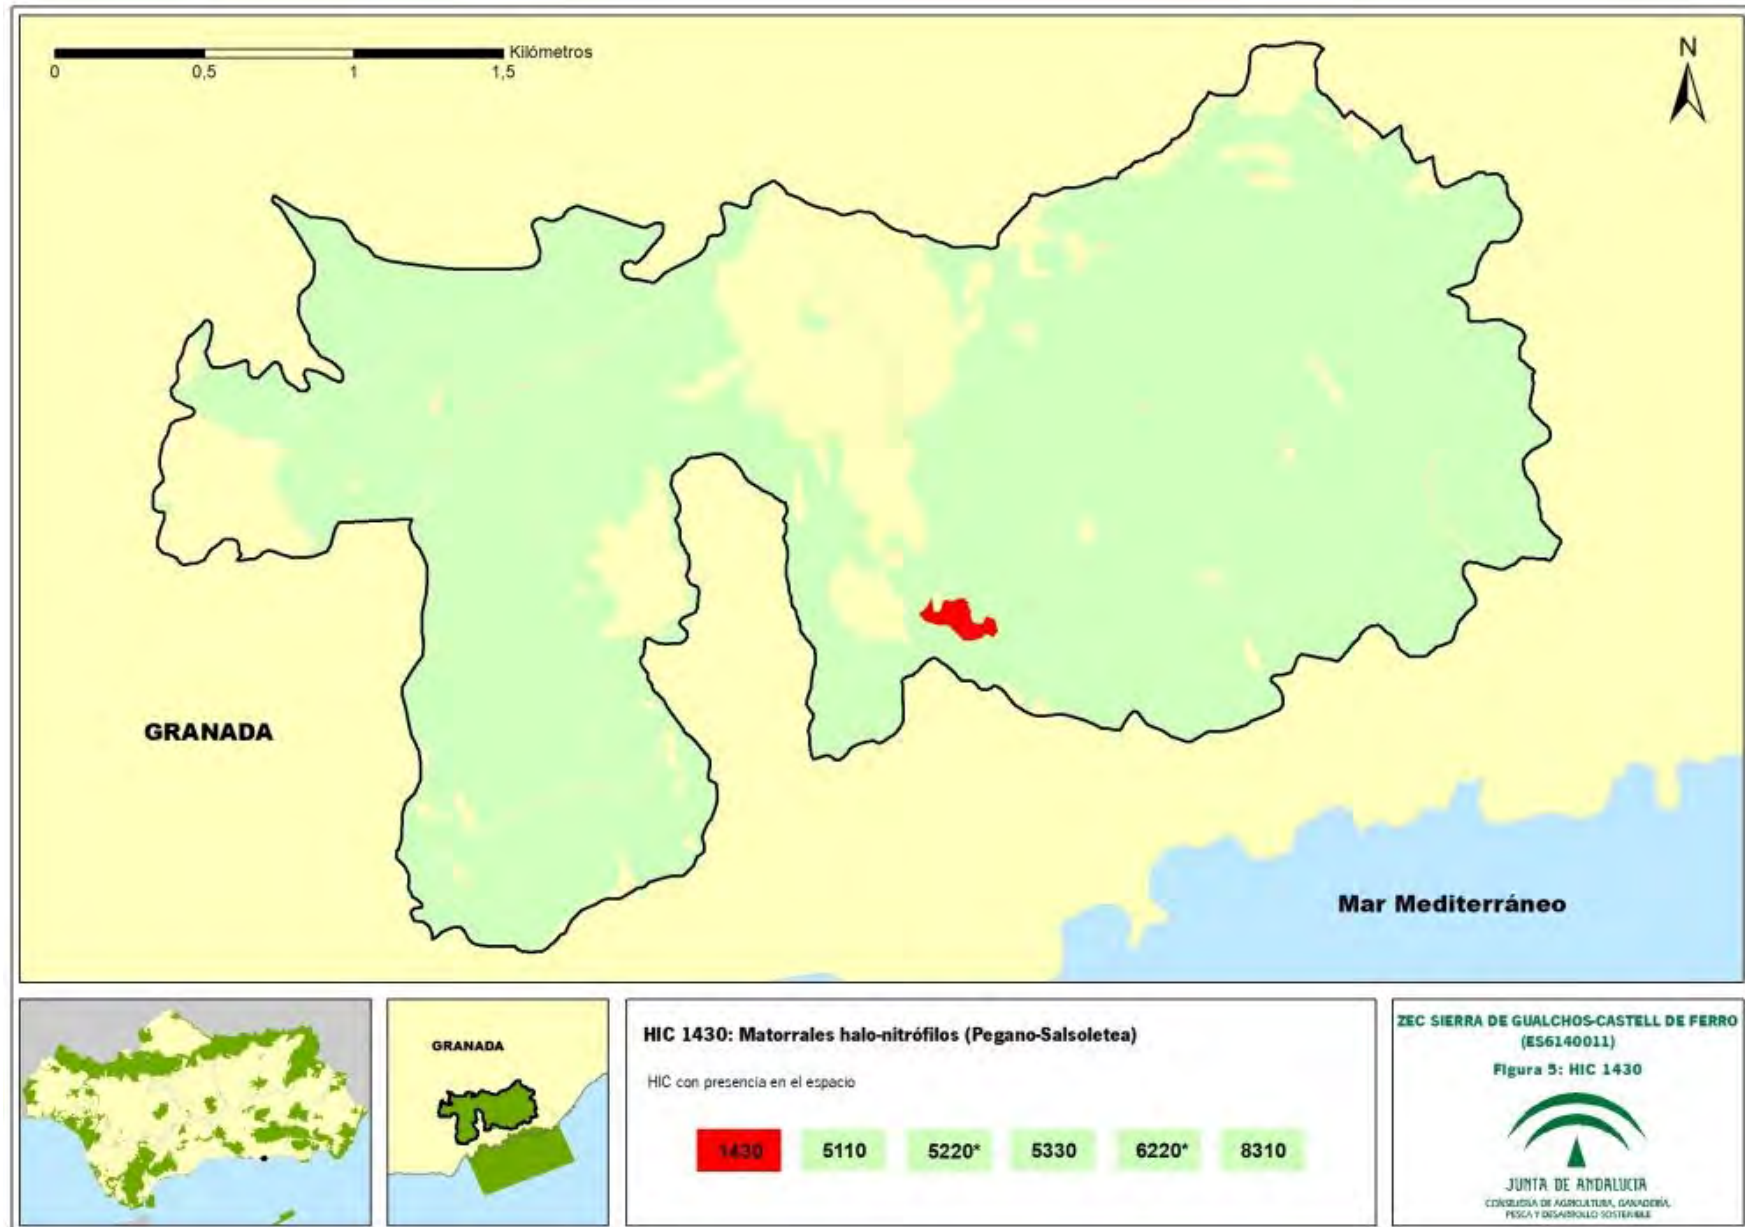 Kilómetros
0 0,5 1 1,5
N
GRANADA
Mar Mediterráneo
GRANADA
HIC 1430: Matorrales halo-nitrófilos (Pegano-Salsoletea)
HIC con presencia en el espacio
1430 5110 5220* 5330 6220* 8310
ZEC SIERRA DE GUALCHOS-CASTELL DE FERRO
(ES6140011)
Figura 5: HIC 1430
JUNTA DE ANDALUCIA
CONSEJERÍA DE AGRICULTURA, GANADERÍA,
PESCA Y DESARROLLO SOSTENIBLE